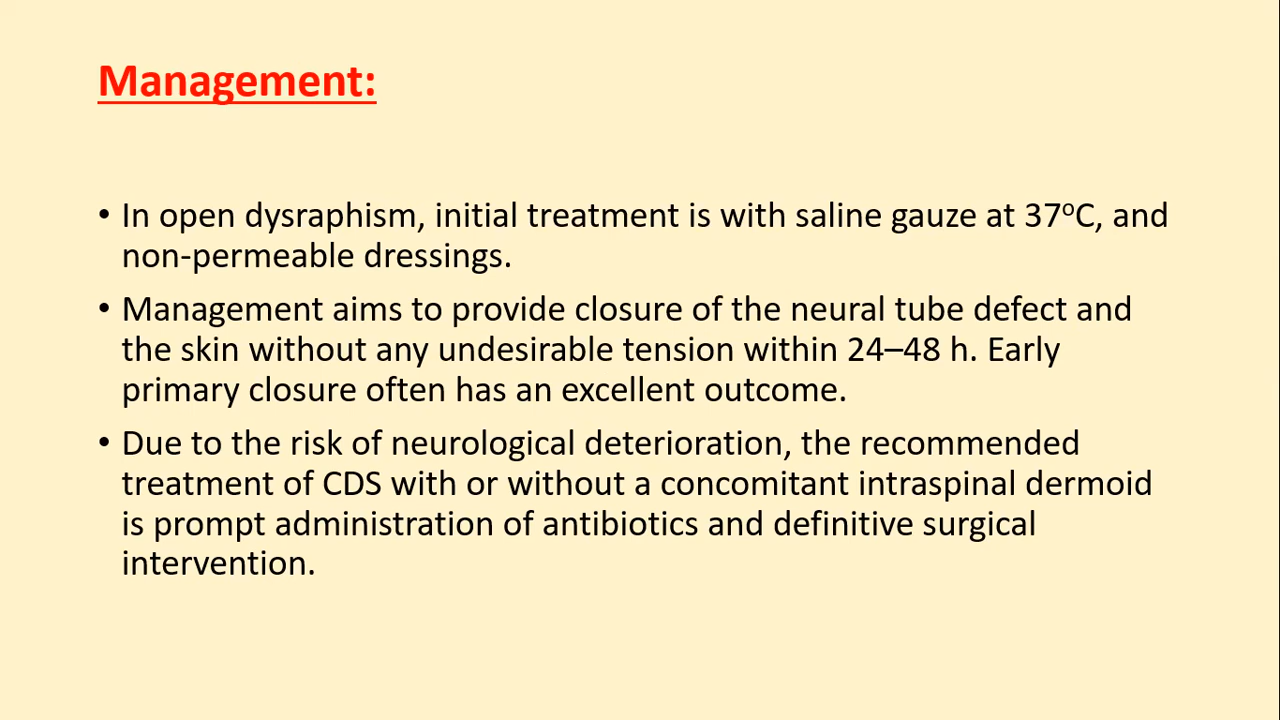 Management:
• In open dysraphism, initial treatment is with saline gauze at 37ᵒC, and
non-permeable dressings.
• Management aims to provide closure of the neural tube defect and
the skin without any undesirable tension within 24–48 h. Early
primary closure often has an excellent outcome.
• Due to the risk of neurological deterioration, the recommended
treatment of CDS with or without a concomitant intraspinal dermoid
is prompt administration of antibiotics and definitive surgical
intervention.